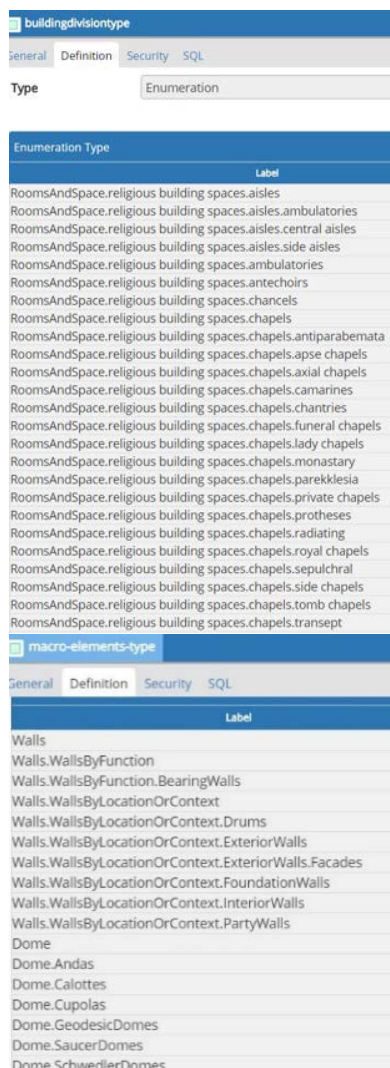 buildingdivisiontype
General Definition Security SQL
Type Enumeration
Enumeration Type
Label
RoomsAndSpace.religious building spaces.aisles
RoomsAndSpace.religious building spaces.aisles.ambulatories
RoomsAndSpace.religious building spaces.aisles.central aisles
RoomsAndSpace.religious building spaces.aisles.side aisles
RoomsAndSpace.religious building spaces.ambulatories
RoomsAndSpace.religious building spaces.antechoirs
RoomsAndSpace.religious building spaces.chancels
RoomsAndSpace.religious building spaces.chapels
RoomsAndSpace.religious building spaces.chapels.antiparabemata
RoomsAndSpace.religious building spaces.chapels.apse chapels
RoomsAndSpace.religious building spaces.chapels.axial chapels
RoomsAndSpace.religious building spaces.chapels.camarines
RoomsAndSpace.religious building spaces.chapels.chantries
RoomsAndSpace.religious building spaces.chapels.funeral chapels
RoomsAndSpace.religious building spaces.chapels.lady chapels
RoomsAndSpace.religious building spaces.chapels.monastary
RoomsAndSpace.religious building spaces.chapels.parekklesia
RoomsAndSpace.religious building spaces.chapels.private chapels
RoomsAndSpace.religious building spaces.chapels.protheses
RoomsAndSpace.religious building spaces.chapels.radiating
RoomsAndSpace.religious building spaces.chapels.royal chapels
RoomsAndSpace.religious building spaces.chapels.sepulchral
RoomsAndSpace.religious building spaces.chapels.side chapels
RoomsAndSpace.religious building spaces.chapels.tomb chapels
RoomsAndSpace.religious building spaces.chapels.transept
macro-elements-type
General Definition Security SQL
Label
Walls
Walls.WallsByFunction
Walls.WallsByFunction.BearingWalls
Walls.WallsByLocationOrContext
Walls.WallsByLocationOrContext.Drums
Walls.WallsByLocationOrContext.ExteriorWalls
Walls.WallsByLocationOrContext.ExteriorWalls.Facades
Walls.WallsByLocationOrContext.FoundationWalls
Walls.WallsByLocationOrContext.InteriorWalls
Walls.WallsByLocationOrContext.PartyWalls
Dome
Dome.Andas
Dome.Calottes
Dome.Cupolas
Dome.GeodesicDomes
Dome.SaucerDomes
Dome.SchwedlerDomes